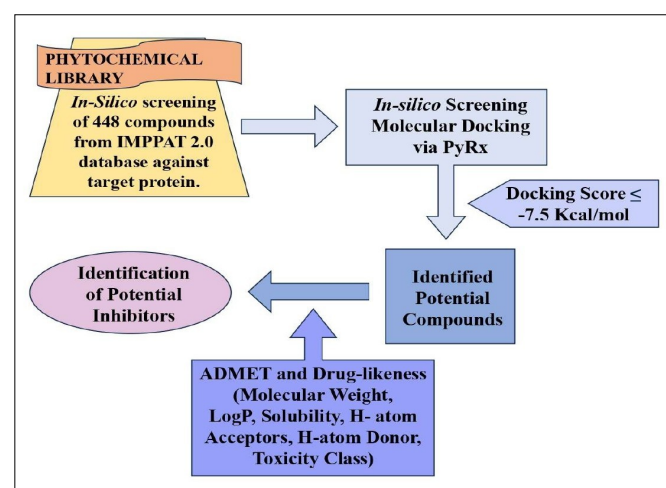 PHYTOCHEMICAL
LIBRARY
In-Silico screening
of 448 compounds
from IMPPAT 2.0
database against
target protein.
In-silico Screening
Molecular Docking
via PyRx
Docking Score ≤
-7.5 Kcal/mol
Identified
Potential
Compounds
Identification
of Potential
Inhibitors
ADMET and Drug-likeness
(Molecular Weight,
LogP, Solubility, H- atom
Acceptors, H-atom Donor,
Toxicity Class)